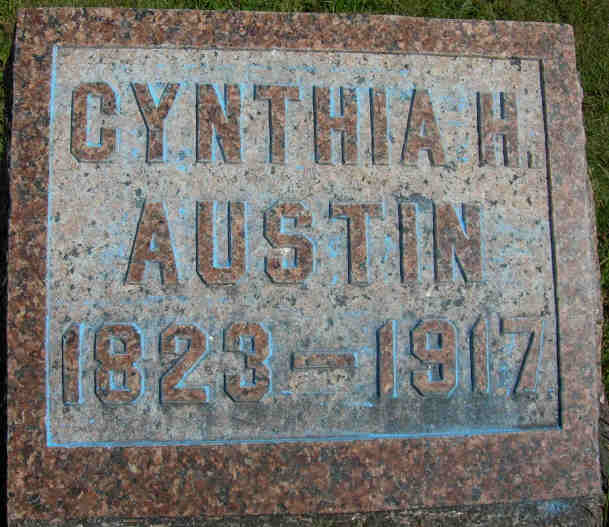 CYNTHIA H.
AUSTIN
1823-1917